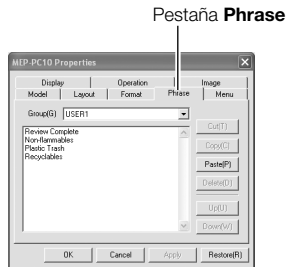 Pestaña Phrase
MEP-PC10 Properties
Display Operation Image
Model Layout Format Phrase Menu
Group(G) USER1
Review Complete
Non-flammables
Plastic Trash
Recyclables
Cut(T)
Copy(C)
Paste(P)
Delete(D)
Up(U)
Down(W)
OK Cancel Apply Restore(R)